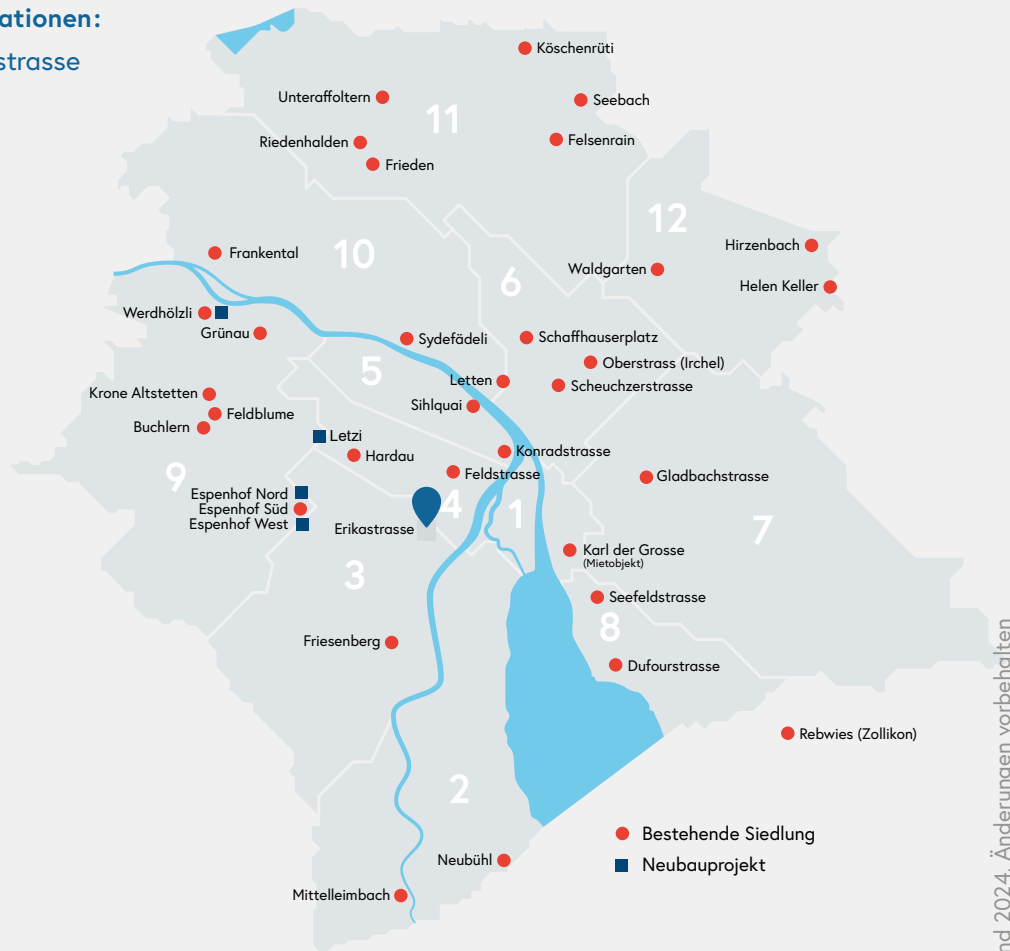 ationen:
strasse
Köschenrüti
Unteraffoltern
Seebach
11
Riedenhalden
Felsenrain
Frieden
12
Hirzenbach
Frankental
10
Waldgarten
6
Helen Keller
Werdhölzli
Grünau
Sydefädeli
Schaffhauserplatz
Oberstrass (Irchel)
5
Letten
Scheuchzerstrasse
Krone Altstetten
Sihlquai
Feldblume
Buchlern
Letzi
Hardau
Konradstrasse
9
Feldstrasse
Gladbachstrasse
Espenhof Nord
Espenhof Süd
Espenhof West
4
1
Erikastrasse
7
Karl der Grosse
(Mietobjekt)
3
Seefeldstrasse
8
Friesenberg
Dufourstrasse
Rebwies (Zollikon)
2
Bestehende Siedlung
Neubauprojekt
Neubühl
Mittelleimbach
nd 2024. Änderungen vorbehalten